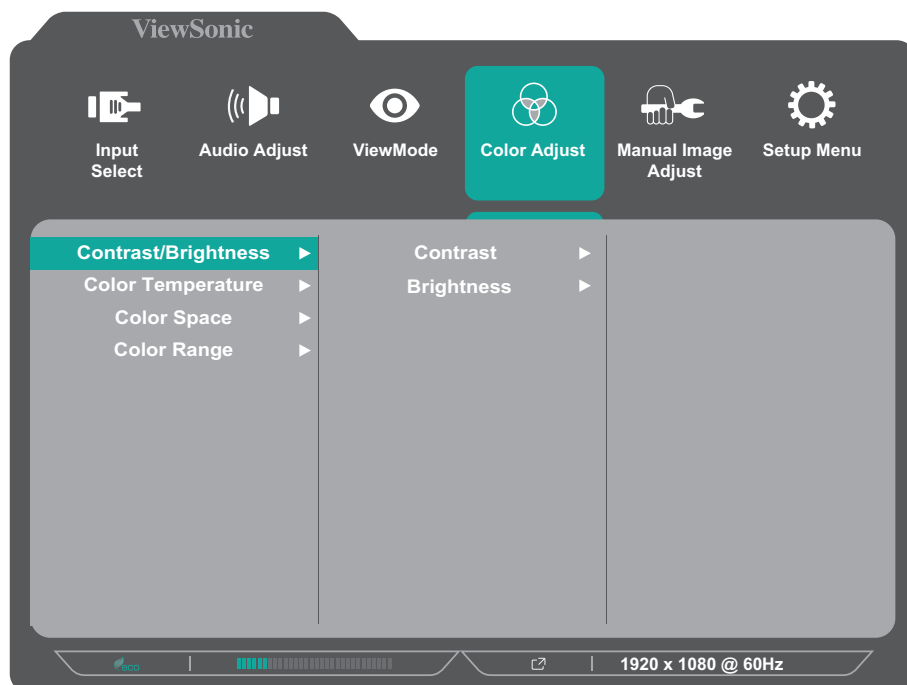 ViewSonic
Input Select
Audio Adjust
ViewMode
Color Adjust
Manual Image Adjust
Setup Menu
Contrast/Brightness
Color Temperature
Color Space
Color Range
Contrast
Brightness
eco
1920 x 1080 @ 60Hz